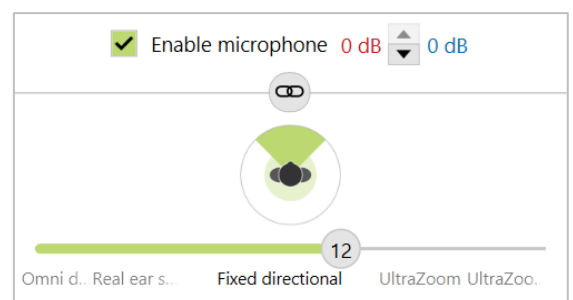 Enable microphone 0 dB 0 dB
12
Omni d.. Real ear s... Fixed directional UltraZoom UltraZoo..